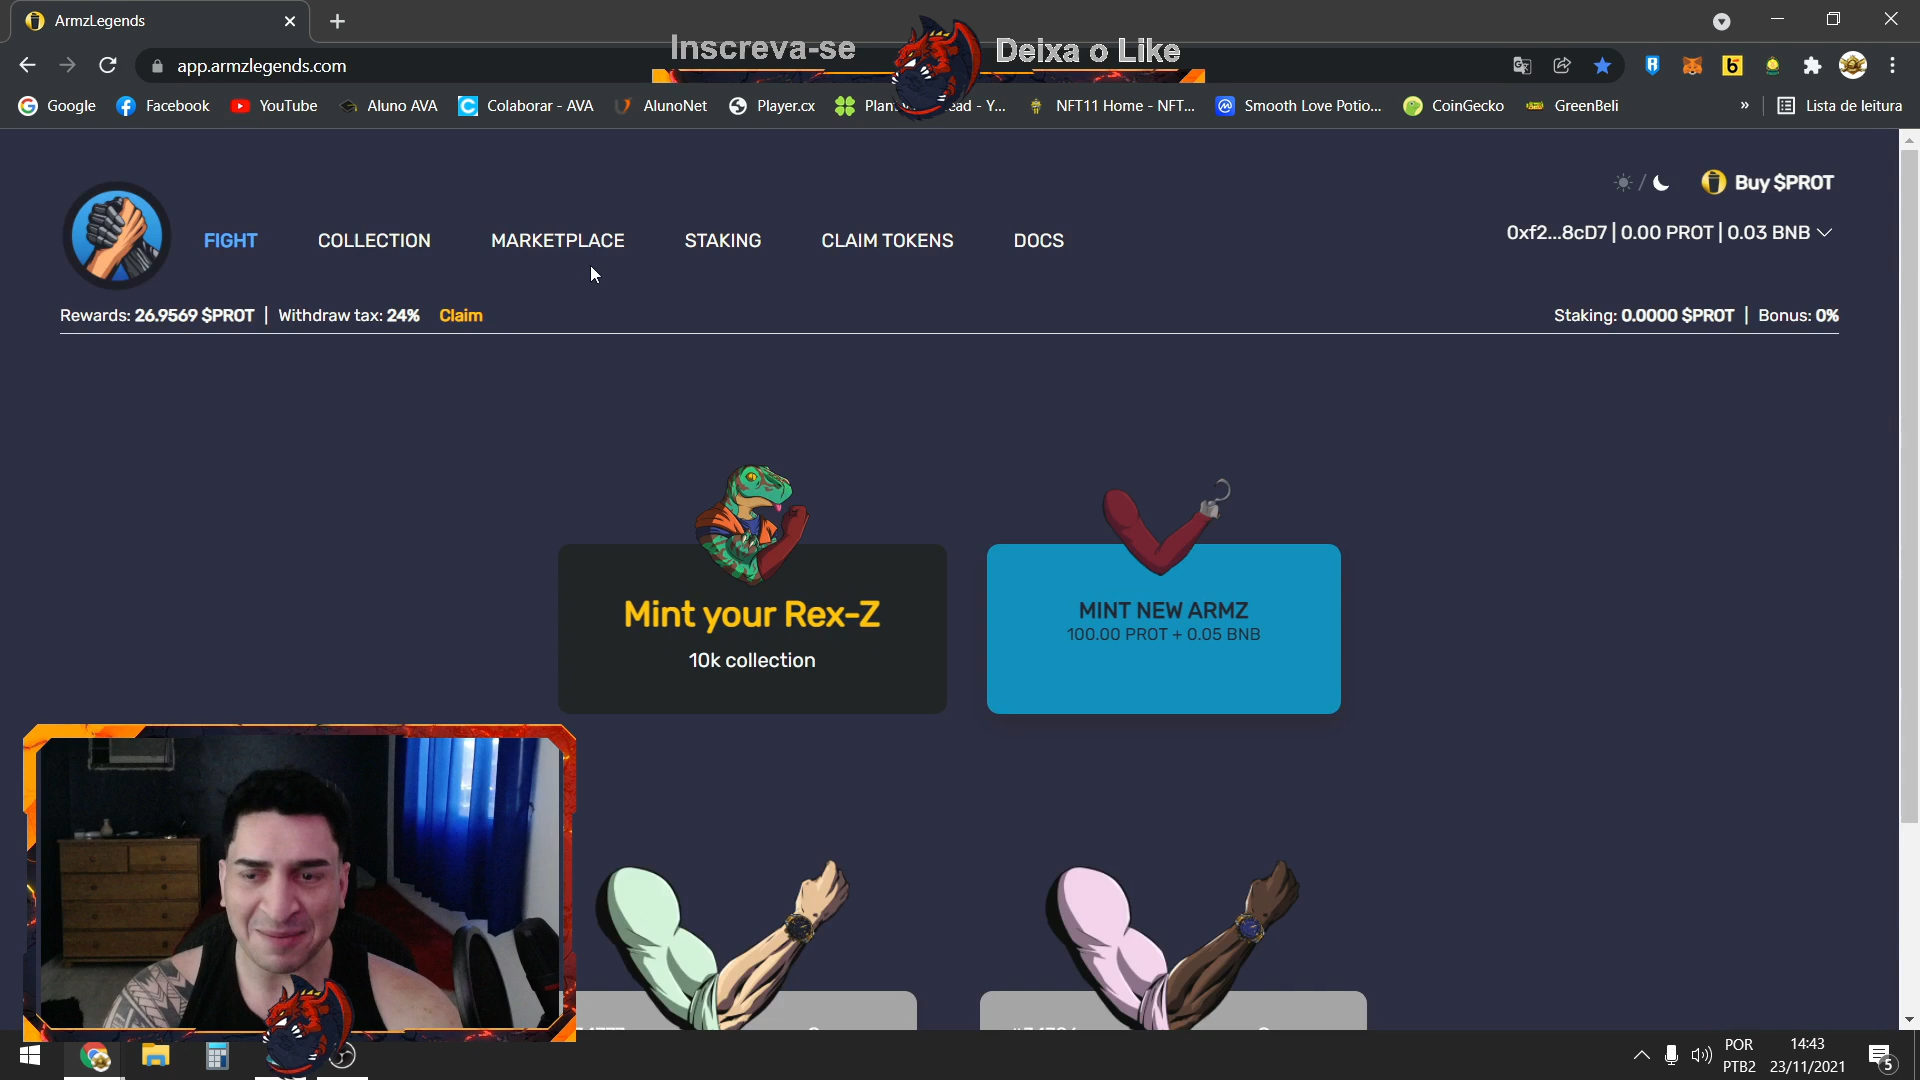 ArmzLegends
Inscreva-se
Deixa o Like
app.armzlegends.com
Google
Facebook
YouTube
Aluno AVA
Colaborar - AVA
AlunoNet
Player.cx
NFT11 Home - NFT...
Smooth Love Potio...
CoinGecko
GreenBeli
»
Lista de leitura
Buy $PROT
FIGHT
COLLECTION
MARKETPLACE
STAKING
CLAIM TOKENS
DOCS
0xf2...8cD7 | 0.00 PROT | 0.03 BNB
Rewards: 26.9569 $PROT | Withdraw tax: 24% Claim
Staking: 0.0000 $PROT | Bonus: 0%
Mint your Rex-Z
10k collection
MINT NEW ARMZ
100.00 PROT + 0.05 BNB
POR
PTB2
14:43
23/11/2021
5